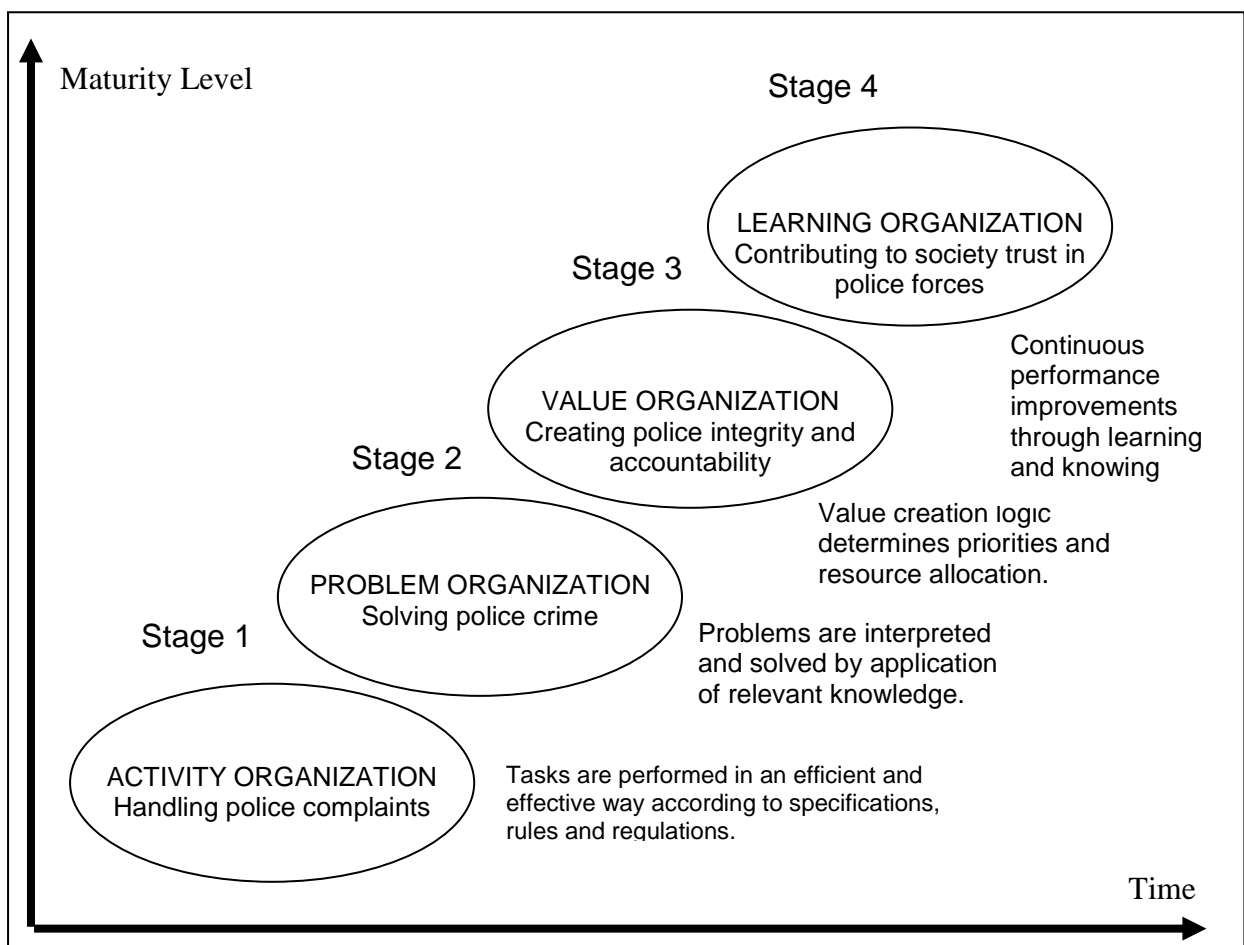 Maturity Level
Stage 4
LEARNING ORGANIZATION
Contributing to society trust in
police forces
Continuous
performance
improvements
through learning
and knowing
Stage 3
VALUE ORGANIZATION
Creating police integrity and
accountability
Value creation logic
determines priorities and
resource allocation.
Stage 2
PROBLEM ORGANIZATION
Solving police crime
Problems are interpreted
and solved by application
of relevant knowledge.
Stage 1
ACTIVITY ORGANIZATION
Handling police complaints
Tasks are performed in an efficient and
effective way according to specifications,
rules and regulations.
Time